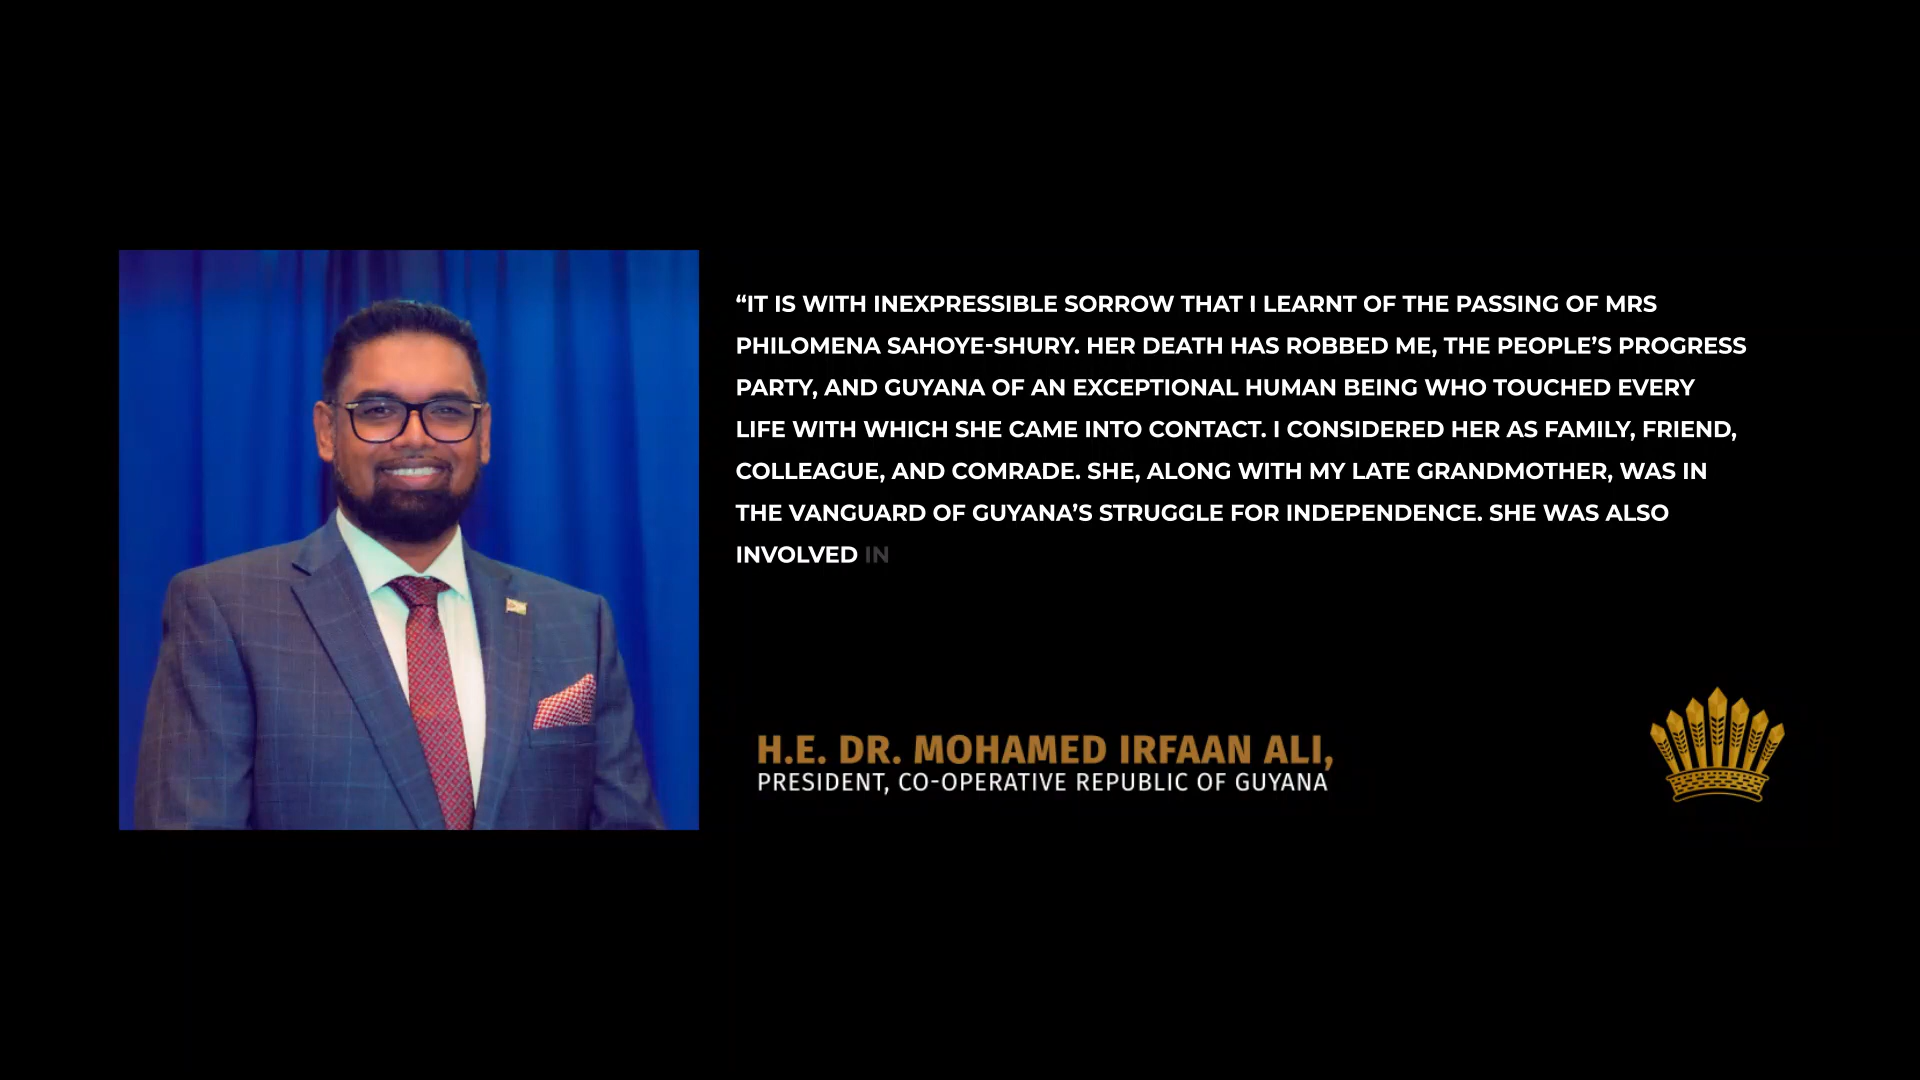 “IT IS WITH INEXPRESSIBLE SORROW THAT I LEARNT OF THE PASSING OF MRS
PHILOMENA SAHOYE-SHURY. HER DEATH HAS ROBBED ME, THE PEOPLE’S PROGRESS
PARTY, AND GUYANA OF AN EXCEPTIONAL HUMAN BEING WHO TOUCHED EVERY
LIFE WITH WHICH SHE CAME INTO CONTACT. I CONSIDERED HER AS FAMILY, FRIEND,
COLLEAGUE, AND COMRADE. SHE, ALONG WITH MY LATE GRANDMOTHER, WAS IN
THE VANGUARD OF GUYANA’S STRUGGLE FOR INDEPENDENCE. SHE WAS ALSO
INVOLVED IN
H.E. DR. MOHAMED IRFAAN ALI,
PRESIDENT, CO-OPERATIVE REPUBLIC OF GUYANA